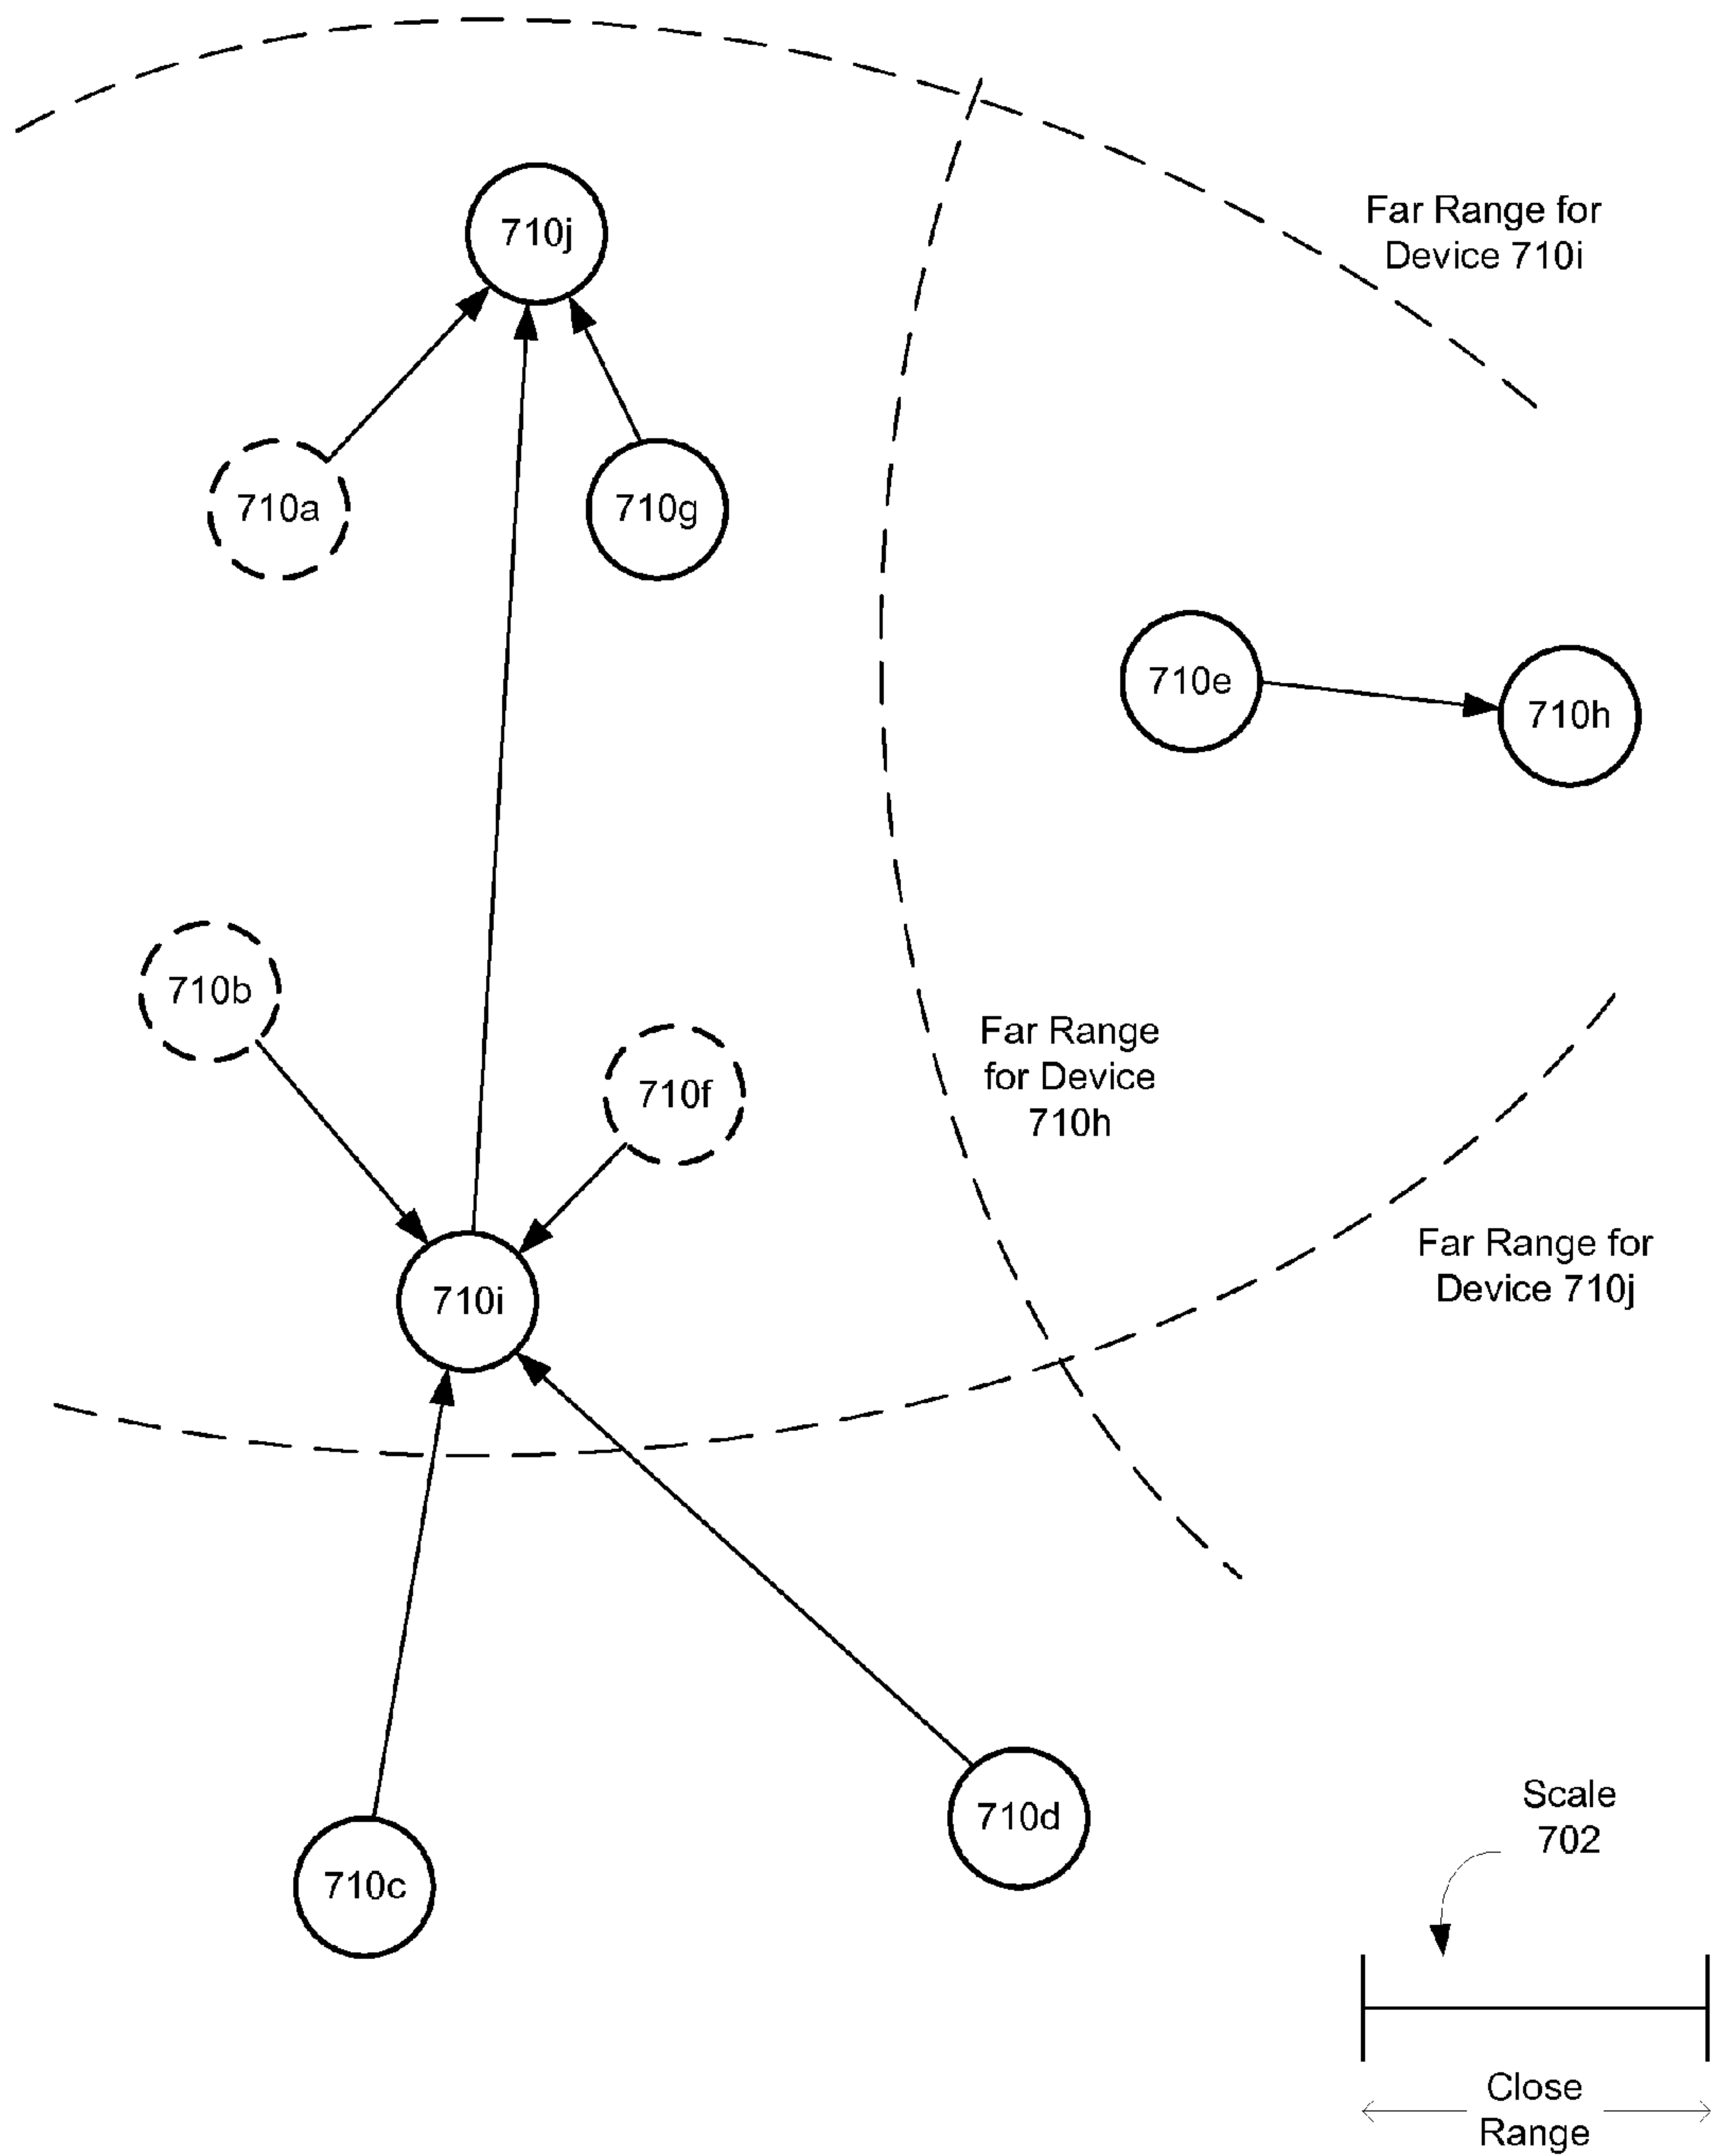 Far Range for
Device 710i
710j
710a
710g
710e
710h
710b
710f
Far Range
for Device
710h
Far Range for
Device 710j
710i
710d
710c
Scale
702
Close
Range